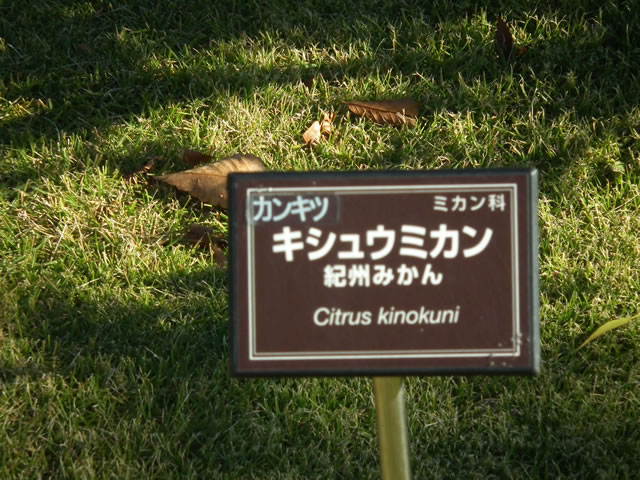 カンキツ ミカン科
キシュウミカン
紀州みかん
Citrus kinokuni